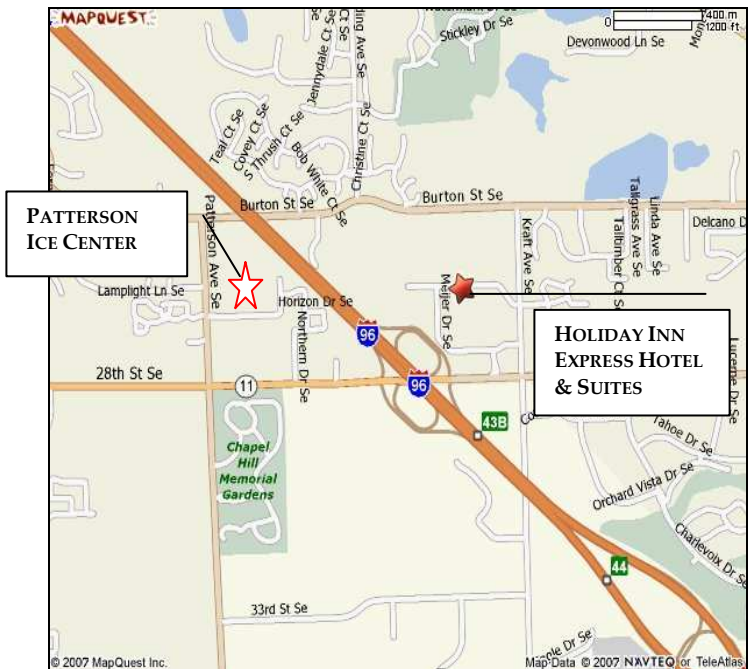 MAPQUEST
400 m
1200 ft
Stickley Dr Se
Devonwood Ln Se
Jennydale Ct Se
Christine Ct Se
Teal Ct Se
Covey Ct Se
S Thrush Ct Se
Bob White Ct Se
Burton St Se
Burton St Se
PATTERSON
ICE CENTER
Patterson Ave Se
Kraft Ave Se
Tallgrass Ave Se
Linda Ave Se
Talltimber Ct Se
Delcano D
Lamplight Ln Se
Horizon Dr Se
Northern Dr Se
Meijer Dr Se
96
HOLIDAY INN
EXPRESS HOTEL
& SUITES
28th St Se
11
96
Lucerne Dr Se
43B
Tahoe Dr Se
Chapel
Hill
Memorial
Gardens
Orchard Vista Dr Se
Charlevoix Dr Se
44
33rd St Se
© 2007 MapQuest Inc.
Map Data © 2007 NAVTEQ or TeleAtlas